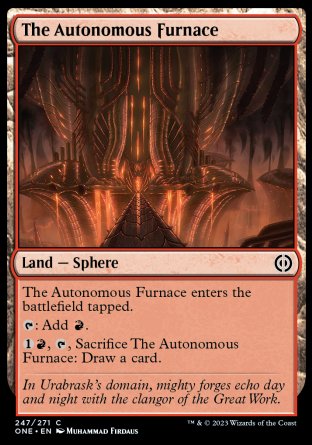 The Autonomous Furnace
Land — Sphere
The Autonomous Furnace enters the
battlefield tapped.
: Add .
1 , , Sacrifice The Autonomous
Furnace: Draw a card.
In Urabrask's domain, mighty forges echo day
and night with the clangor of the Great Work.
247/271 C
ONE • EN Muhammad Firdaus
™ & © 2023 Wizards of the Coast